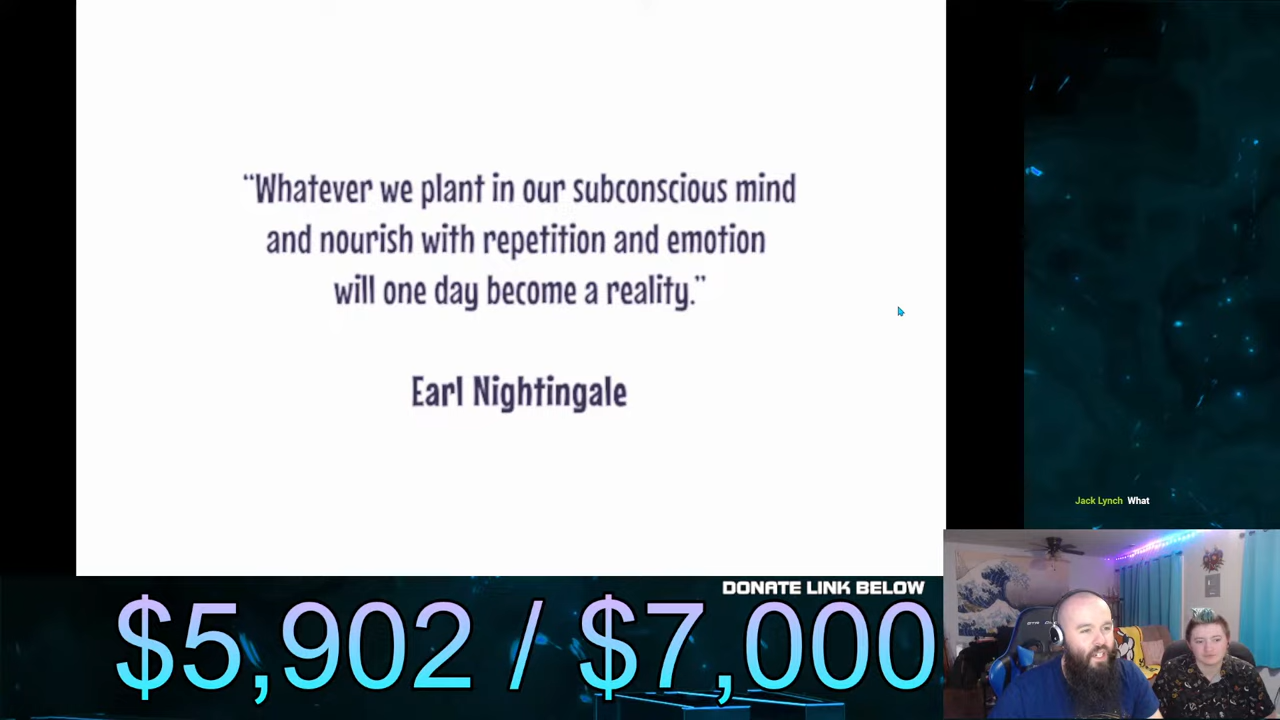 “Whatever we plant in our subconscious mind
and nourish with repetition and emotion
will one day become a reality.”
Earl Nightingale
Jack Lynch What
DONATE LINK BELOW
$5,902 / $7,000